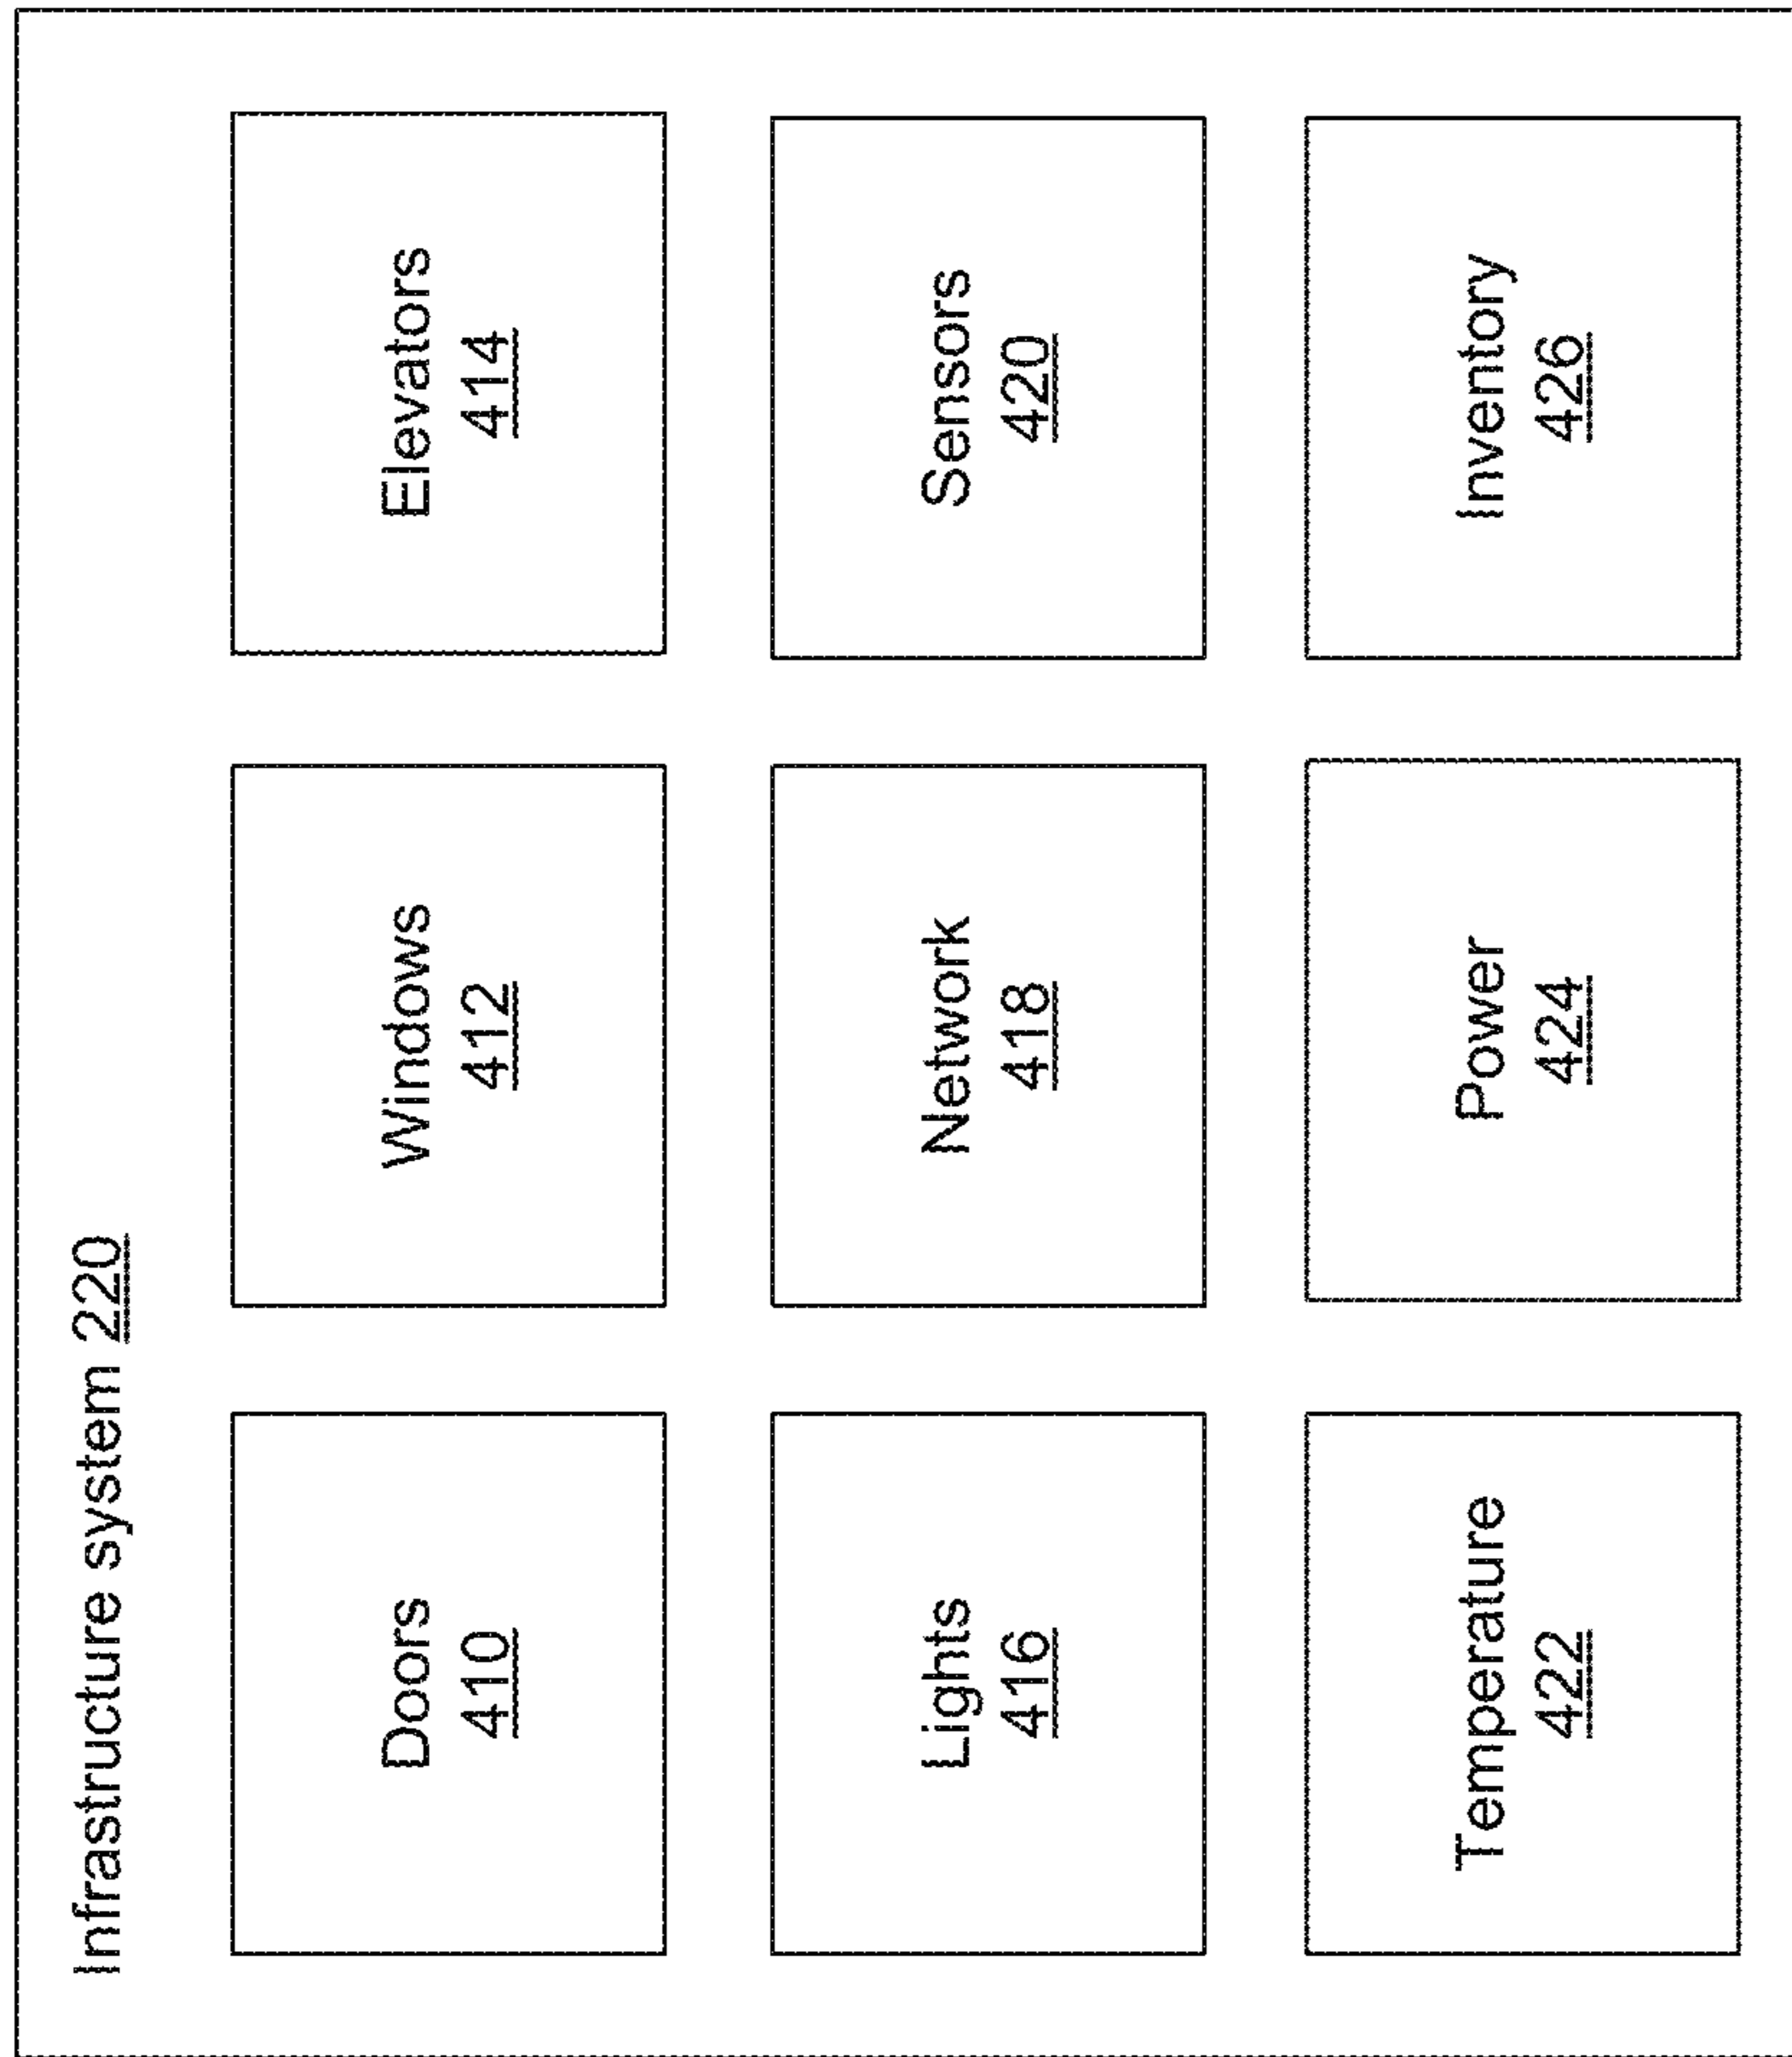 Infrastructure system 220
Doors
410
Windows
412
Elevators
414
Lights
416
Network
418
Sensors
420
Temperature
422
Power
424
Inventory
426